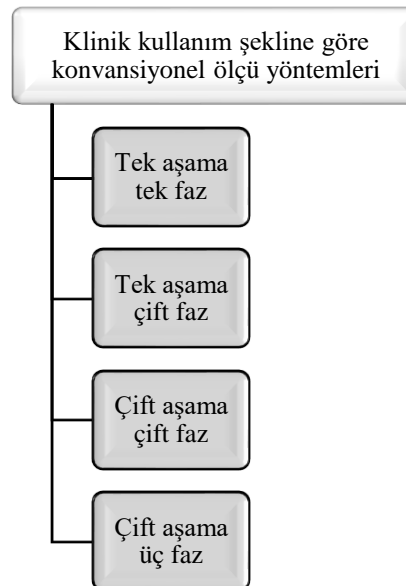 Klinik kullanım şekline göre
konvansiyonel ölçü yöntemleri
Tek aşama
tek faz
Tek aşama
çift faz
Çift aşama
çift faz
Çift aşama
üç faz